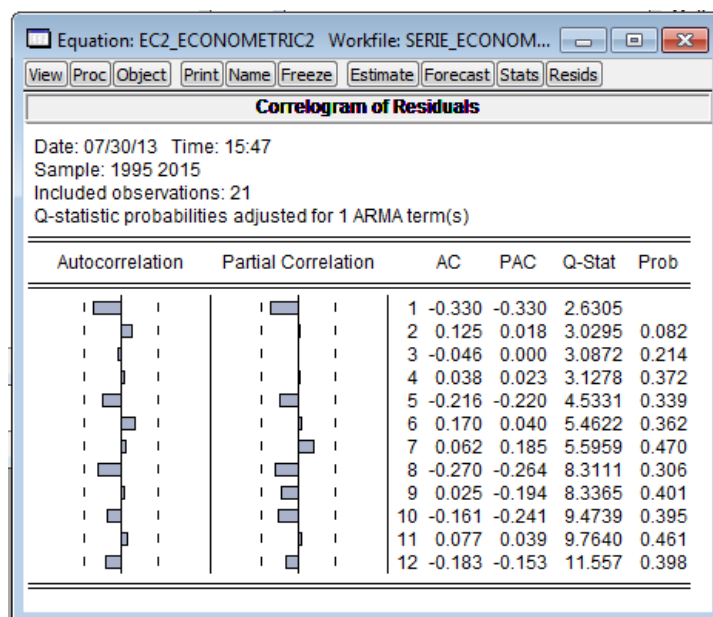 Equation: EC2_ECONOMETRIC2 Workfile: SERIE_ECONOM...
View Proc Object Print Name Freeze Estimate Forecast Stats Resids
Correlogram of Residuals
Date: 07/30/13 Time: 15:47
Sample: 1995 2015
Included observations: 21
Q-statistic probabilities adjusted for 1 ARMA term(s)
Autocorrelation Partial Correlation AC PAC Q-Stat Prob
1 -0.330 -0.330 2.6305
2 0.125 0.018 3.0295 0.082
3 -0.046 0.000 3.0872 0.214
4 0.038 0.023 3.1278 0.372
5 -0.216 -0.220 4.5331 0.339
6 0.170 0.040 5.4622 0.362
7 0.062 0.185 5.5959 0.470
8 -0.270 -0.264 8.3111 0.306
9 0.025 -0.194 8.3365 0.401
10 -0.161 -0.241 9.4739 0.395
11 0.077 0.039 9.7640 0.461
12 -0.183 -0.153 11.557 0.398